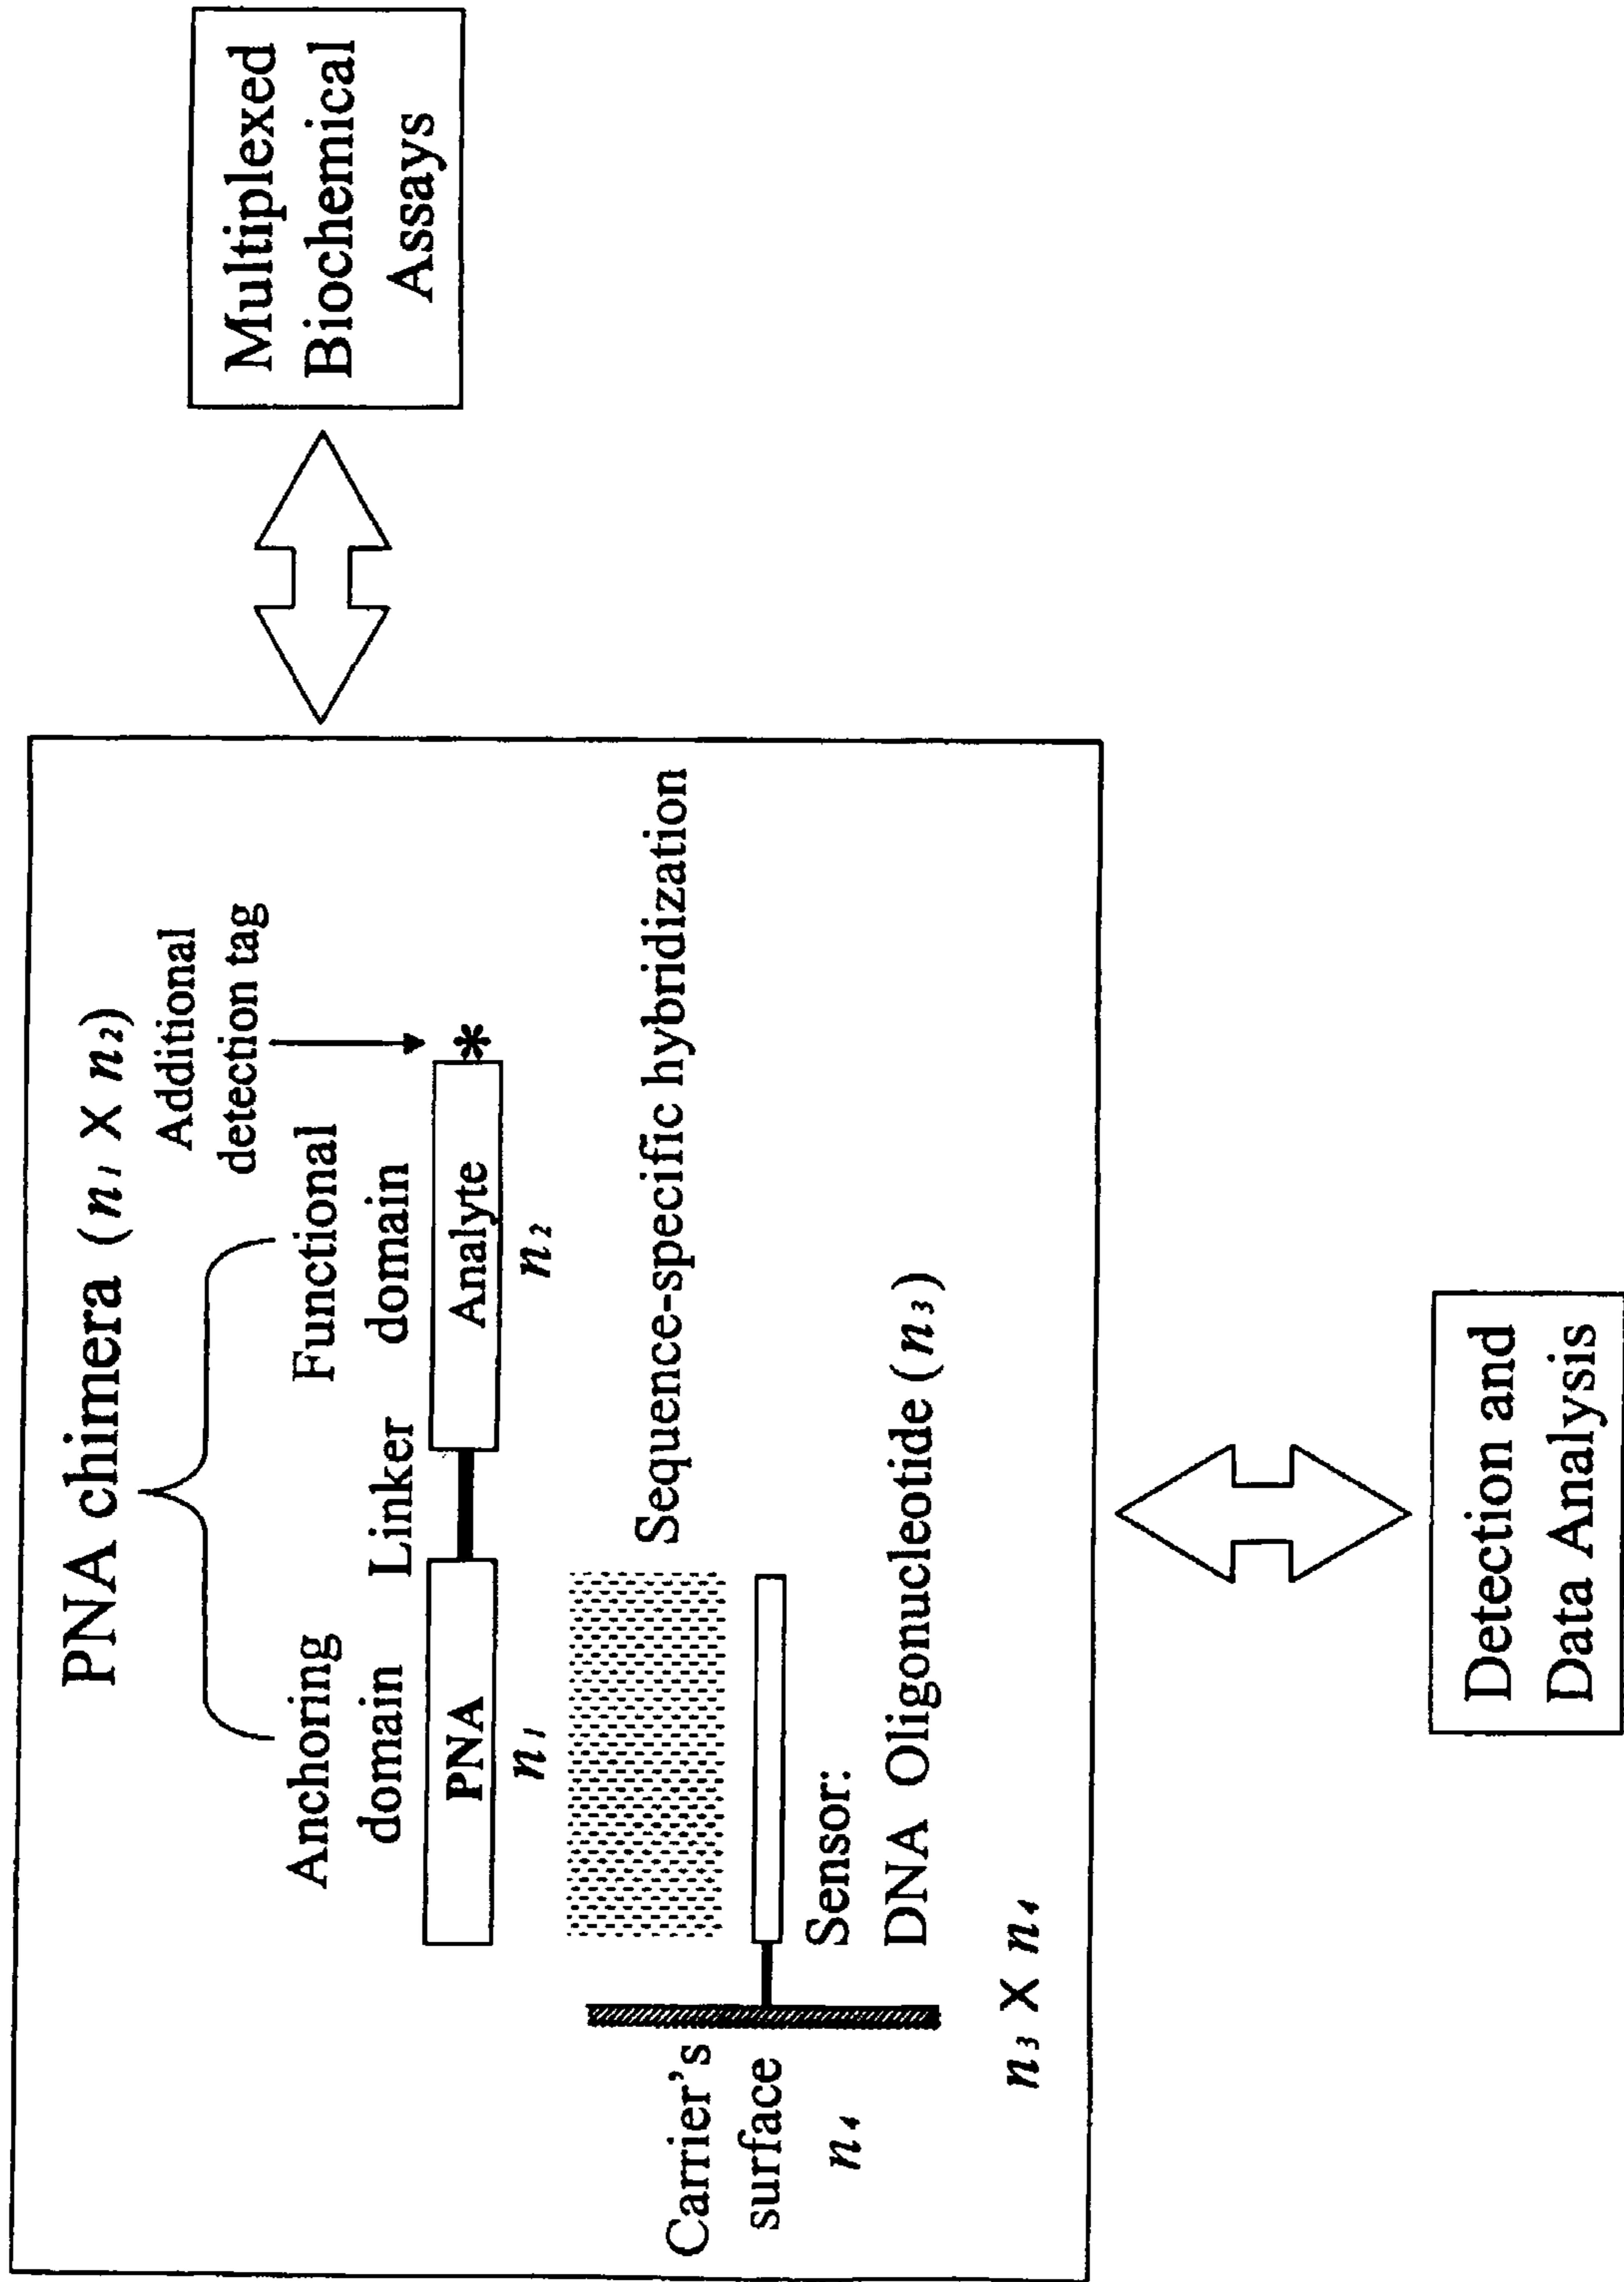 PNA chimera (n₁ X n₂)
Additional
detection tag
Anchoring
domain
Linker
Functional
domain
PNA
Analyte
*
n₁
n₂
Sequence-specific hybridization
Carrier's
surface
n₄
Sensor:
DNA Oligonucleotide (n₃)
n₃ X n₄
Multiplexed
Biochemical
Assays
Detection and
Data Analysis